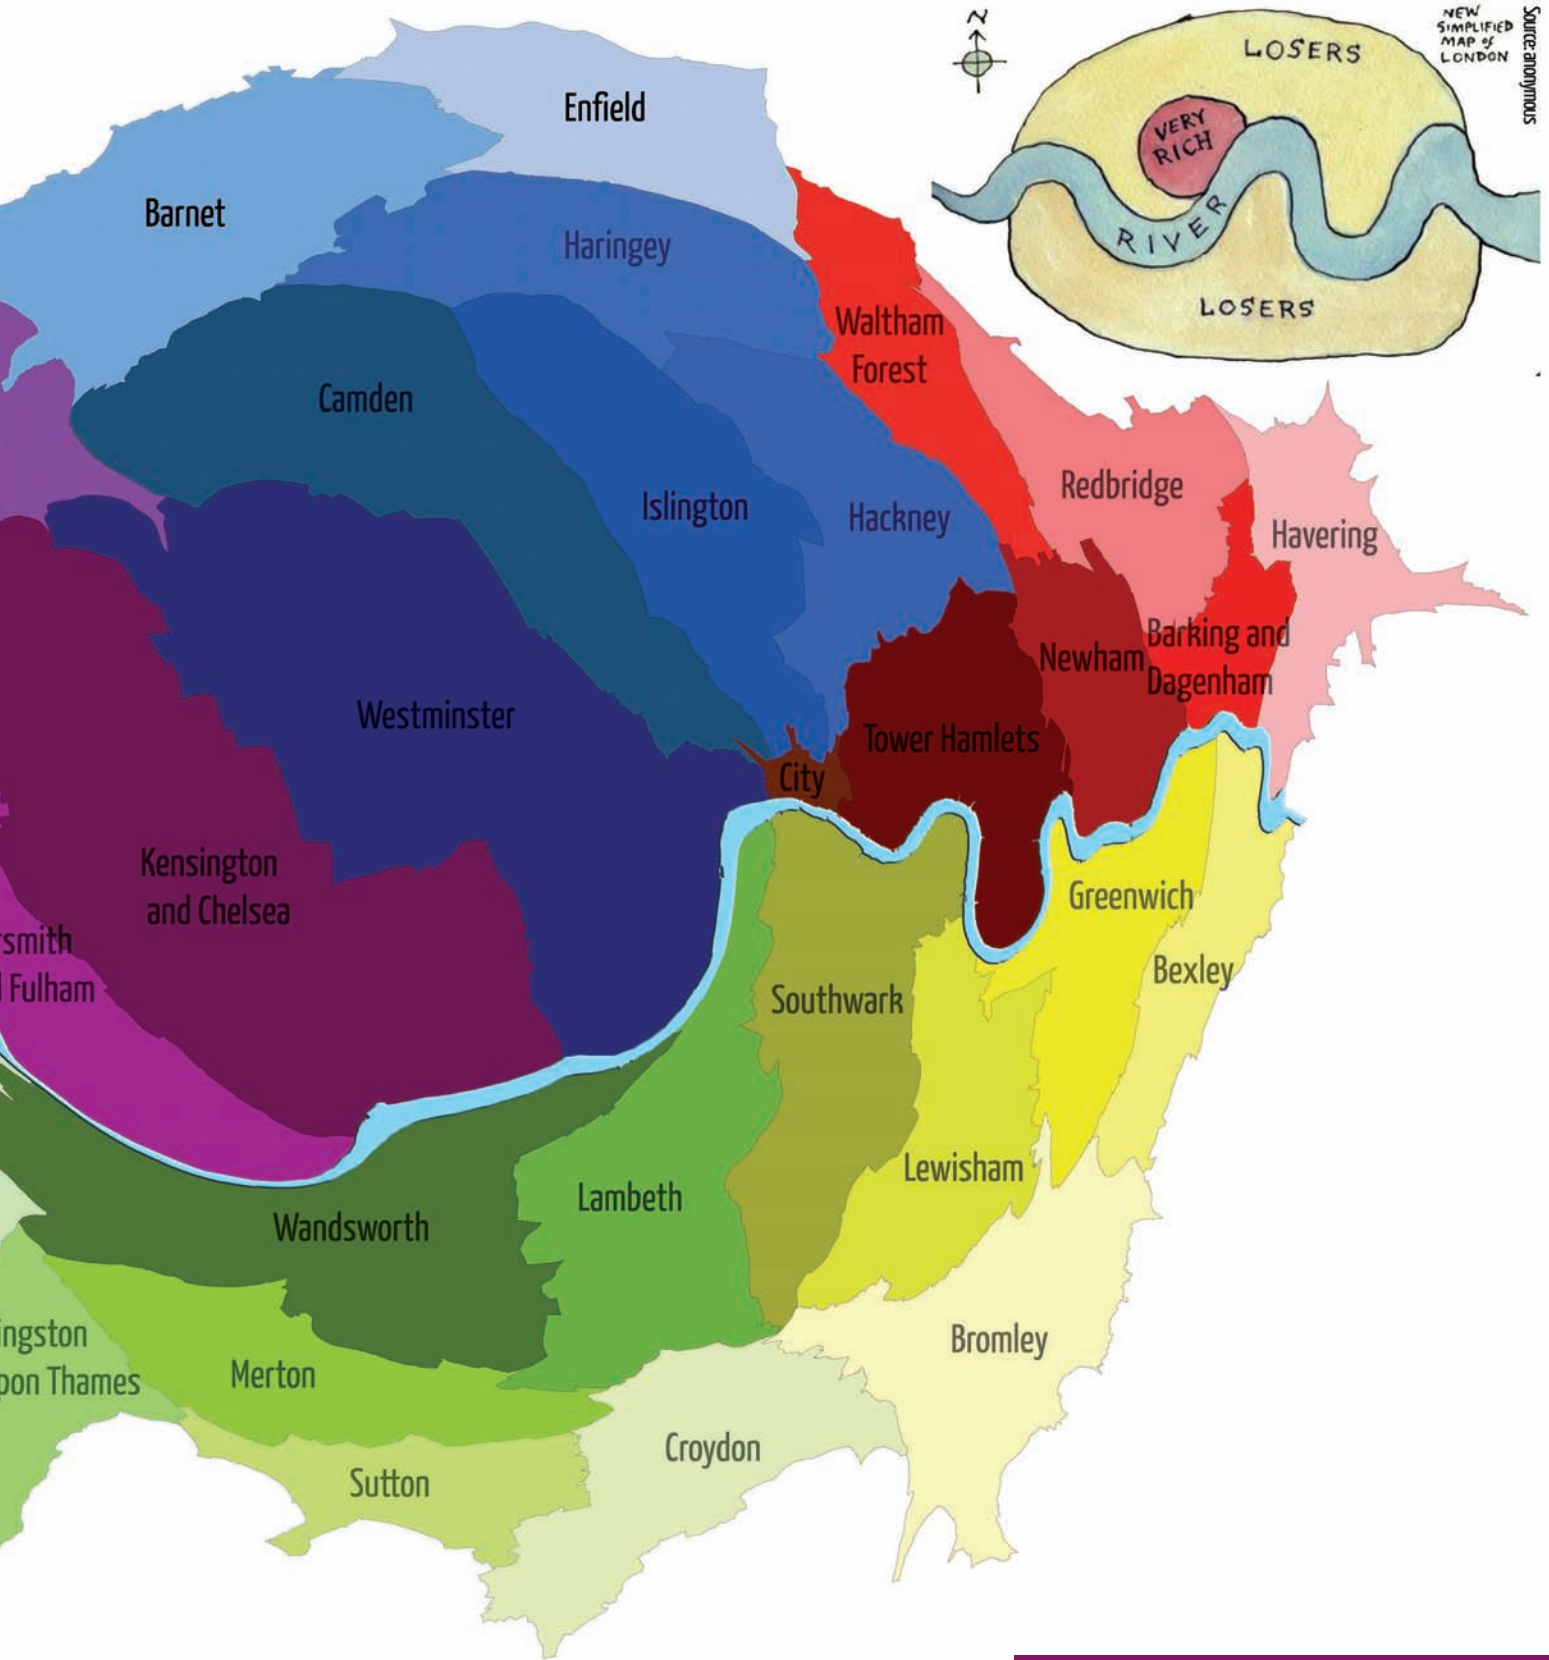 N
NEW
SIMPLIFIED
MAP of
LONDON
Source: anonymous
LOSERS
VERY
RICH
RIVER
LOSERS
Enfield
Barnet
Haringey
Waltham
Forest
Camden
Redbridge
Islington
Hackney
Havering
Barking and
Dagenham
Newham
Westminster
Tower Hamlets
City
Kensington
and Chelsea
Greenwich
rsmith
Fulham
Bexley
Southwark
Lewisham
Lambeth
Wandsworth
ingston
pon Thames
Bromley
Merton
Croydon
Sutton